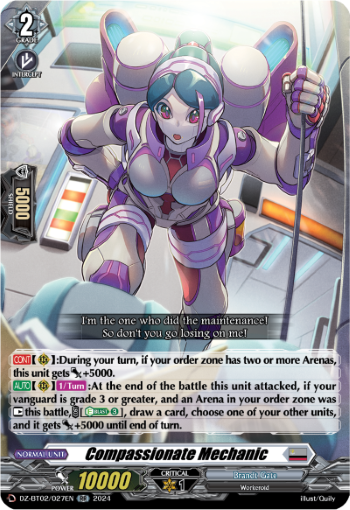 2
GRADE
INTERCEPT
5000
SHIELD
I'm the one who did the maintenance!
So don't you go losing on me!
CONT【 】:During your turn, if your order zone has two or more Arenas,
this unit gets +5000.
AUTO【 】1/Turn:At the end of the battle this unit attacked, if your
vanguard is grade 3 or greater, and an Arena in your order zone was
this battle, [ 3 ], draw a card, choose one of your other units,
and it gets +5000 until end of turn.
NORMAL UNIT
Compassionate Mechanic
POWER 10000
CRITICAL
1
Brandt Gate
Workeroid
DZ-BT02/027EN RR 2024
illust/Quily